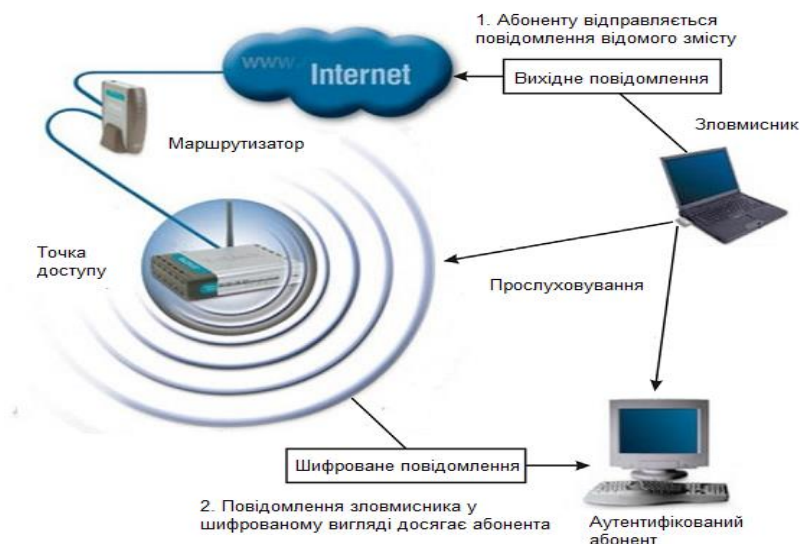 1. Абоненту відправляється
повідомлення відомого змісту
www.
Internet
Вихідне повідомлення
Зловмисник
Маршрутизатор
Точка
доступу
Прослуховування
Шифроване повідомлення
2. Повідомлення зловмисника у
шифрованому вигляді досягає абонента
Аутентифікований
абонент